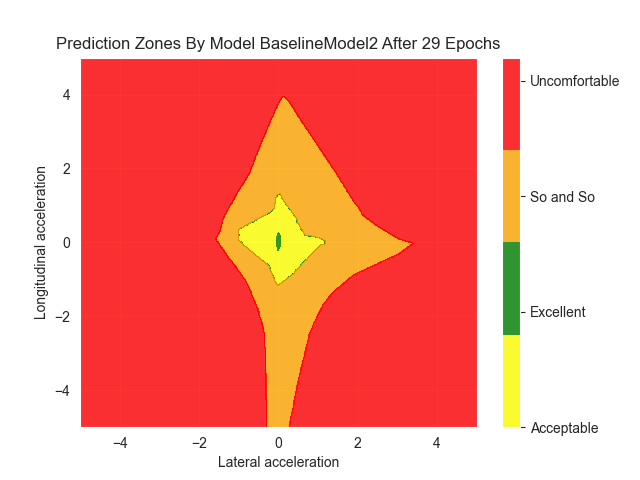 Prediction Zones By Model BaselineModel2 After 29 Epochs
4
2
0
−2
−4
Longitudinal acceleration
−4 −2 0 2 4
Lateral acceleration
Uncomfortable
So and So
Excellent
Acceptable